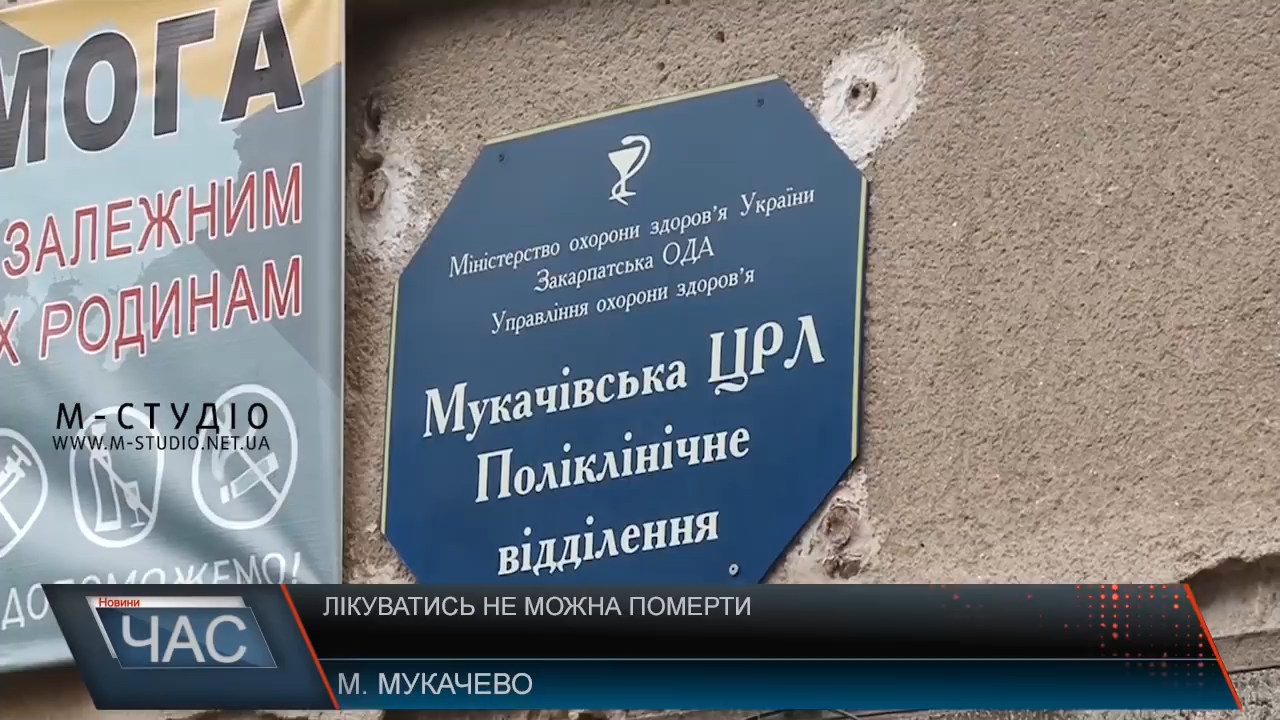 МОГА
ЗАЛЕЖНИМ
Х РОДИНАМ
М-СТУДІО
WWW.M-STUDIO.NET.UA
ДОПОМОЖЕМО!
Міністерство охорони здоров'я України
Закарпатська ОДА
Управління охорони здоров'я
Мукачівська ЦРЛ
Поліклінічне
відділення
Новини
ЧАС
ЛІКУВАТИСЬ НЕ МОЖНА ПОМЕРТИ
М. МУКАЧЕВО